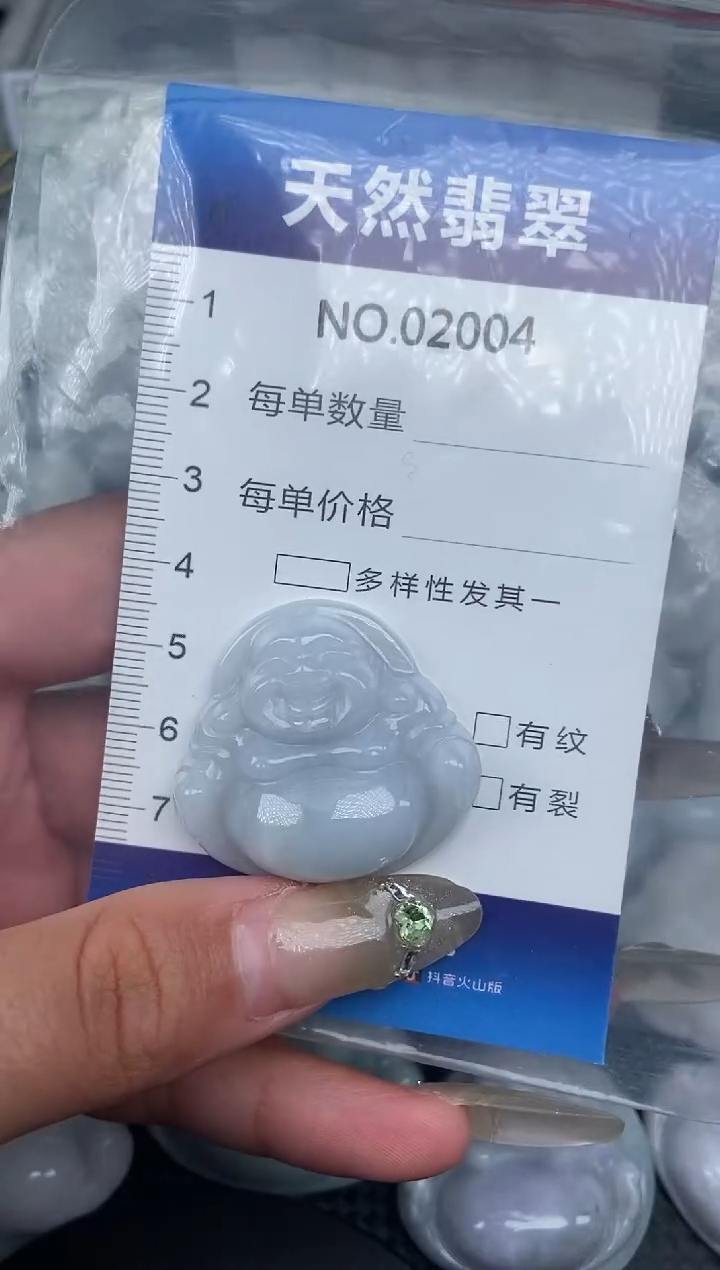 天然翡翠
NO.02004
1
2
每单数量
3
每单价格
4
多样性发其一
5
6
有纹
有裂
7
抖音火山版